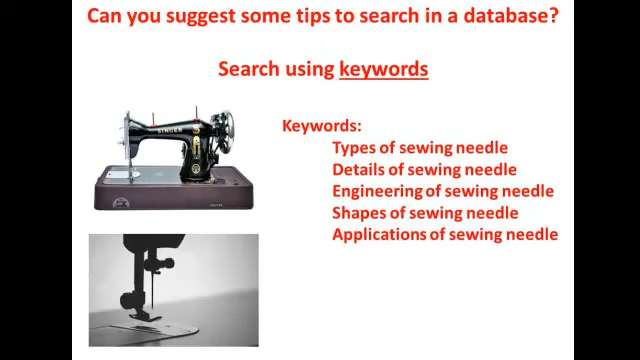 Can you suggest some tips to search in a database?
Search using keywords
SINGER
Keywords:
Types of sewing needle
Details of sewing needle
Engineering of sewing needle
Shapes of sewing needle
Applications of sewing needle